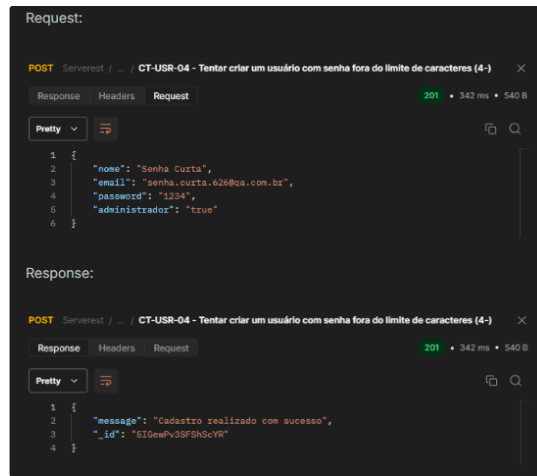 Request:
POST Serverest / ... / CT-USR-04 - Tentar criar um usuário com senha fora do limite de caracteres (4-)
Response Headers Request 201 • 342 ms • 540 B
Pretty
1 {
2 "nome": "Senha Curta",
3 "email": "senha.curta.626@qa.com.br",
4 "password": "1234",
5 "administrador": "true"
6 }
Response:
POST Serverest / ... / CT-USR-04 - Tentar criar um usuário com senha fora do limite de caracteres (4-)
Response Headers Request 201 • 342 ms • 540 B
Pretty
1 {
2 "message": "Cadastro realizado com sucesso",
3 "_id": "5IGewPv3SFShScYR"
4 }